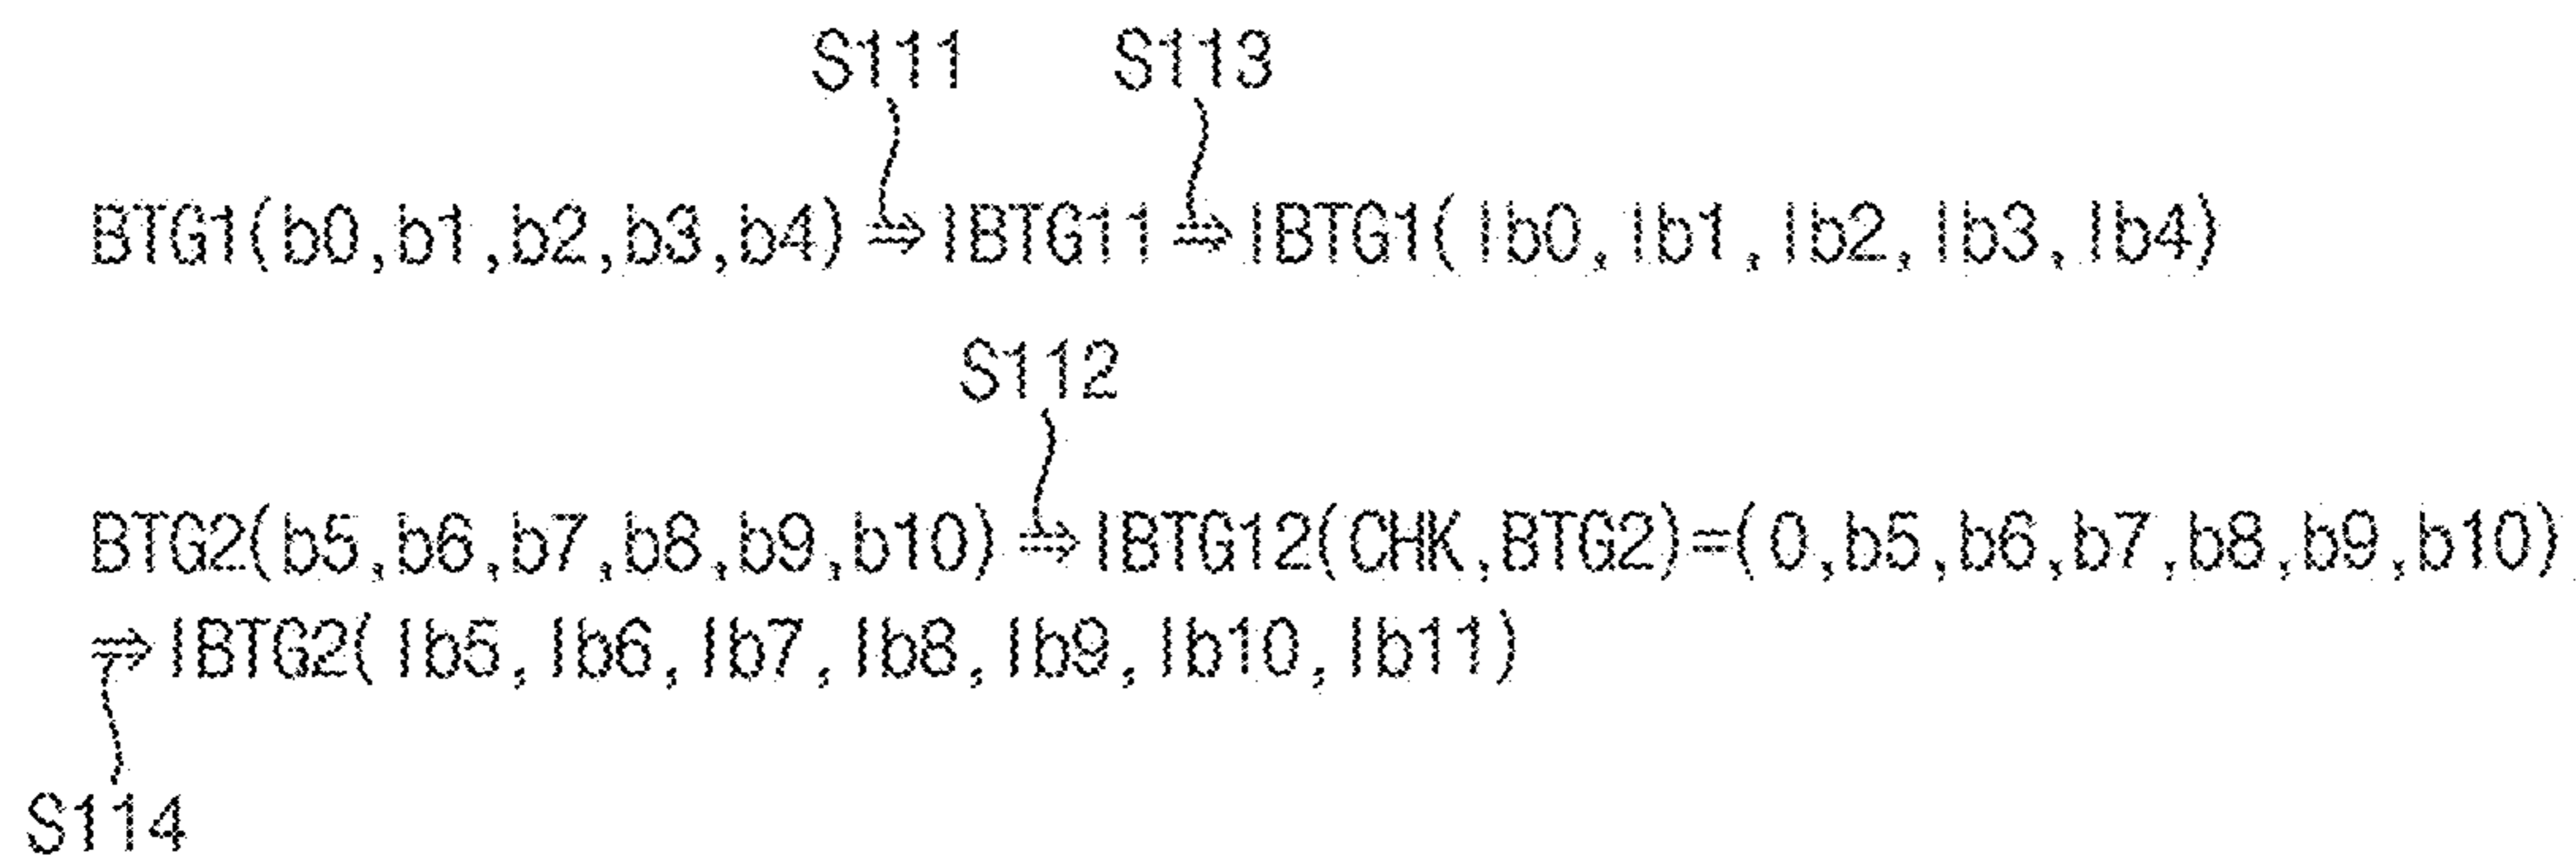 S111 S113
BTG1(b0,b1,b2,b3,b4)⇒IBTG11⇒IBTG1(Ib0,Ib1,Ib2,Ib3,Ib4)
S112
BTG2(b5,b6,b7,b8,b9,b10)⇒IBTG12(CHK,BTG2)=(0,b5,b6,b7,b8,b9,b10)
⇒IBTG2(Ib5,Ib6,Ib7,Ib8,Ib9,Ib10,Ib11)
S114